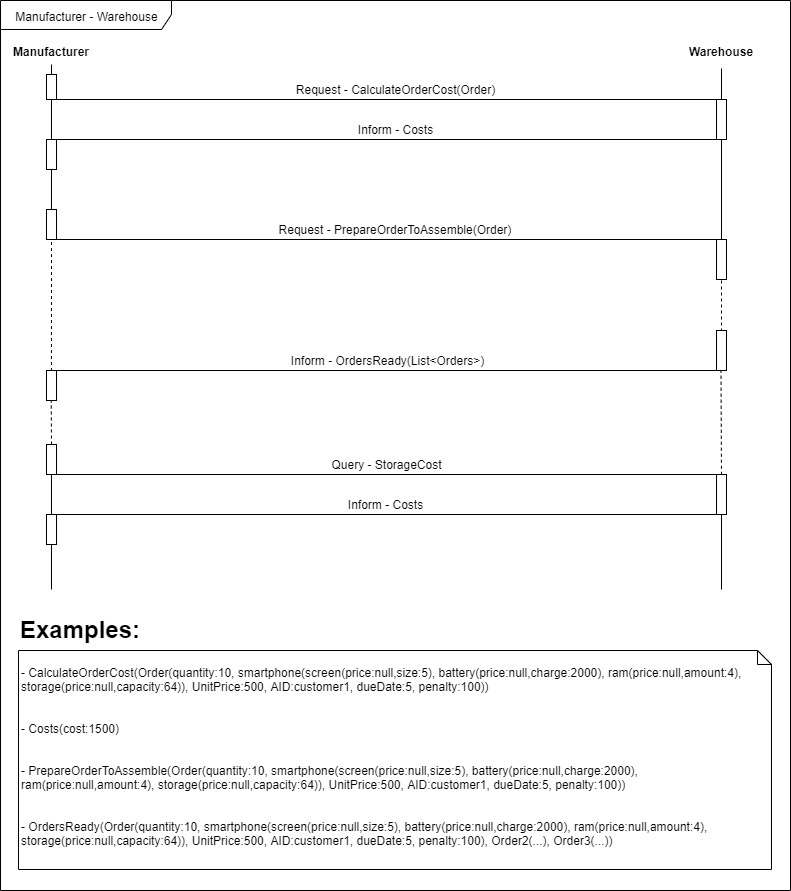 Manufacturer - Warehouse
Manufacturer
Warehouse
Request - CalculateOrderCost(Order)
Inform - Costs
Request - PrepareOrderToAssemble(Order)
Inform - OrdersReady(List<Orders>)
Query - StorageCost
Inform - Costs
Examples:
- CalculateOrderCost(Order(quantity:10, smartphone(screen(price:null,size:5), battery(price:null,charge:2000), ram(price:null,amount:4),
storage(price:null,capacity:64)), UnitPrice:500, AID:customer1, dueDate:5, penalty:100))
- Costs(cost:1500)
- PrepareOrderToAssemble(Order(quantity:10, smartphone(screen(price:null,size:5), battery(price:null,charge:2000),
ram(price:null,amount:4), storage(price:null,capacity:64)), UnitPrice:500, AID:customer1, dueDate:5, penalty:100))
- OrdersReady(Order(quantity:10, smartphone(screen(price:null,size:5), battery(price:null,charge:2000), ram(price:null,amount:4),
storage(price:null,capacity:64)), UnitPrice:500, AID:customer1, dueDate:5, penalty:100), Order2(...), Order3(...))